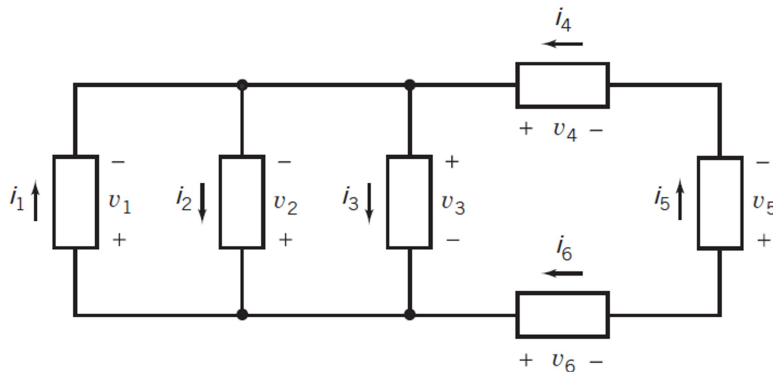 i4
+ v4 −
i1 − v1 +
i2 − v2 +
i3 + v3 −
i5 − v5 +
i6
+ v6 −